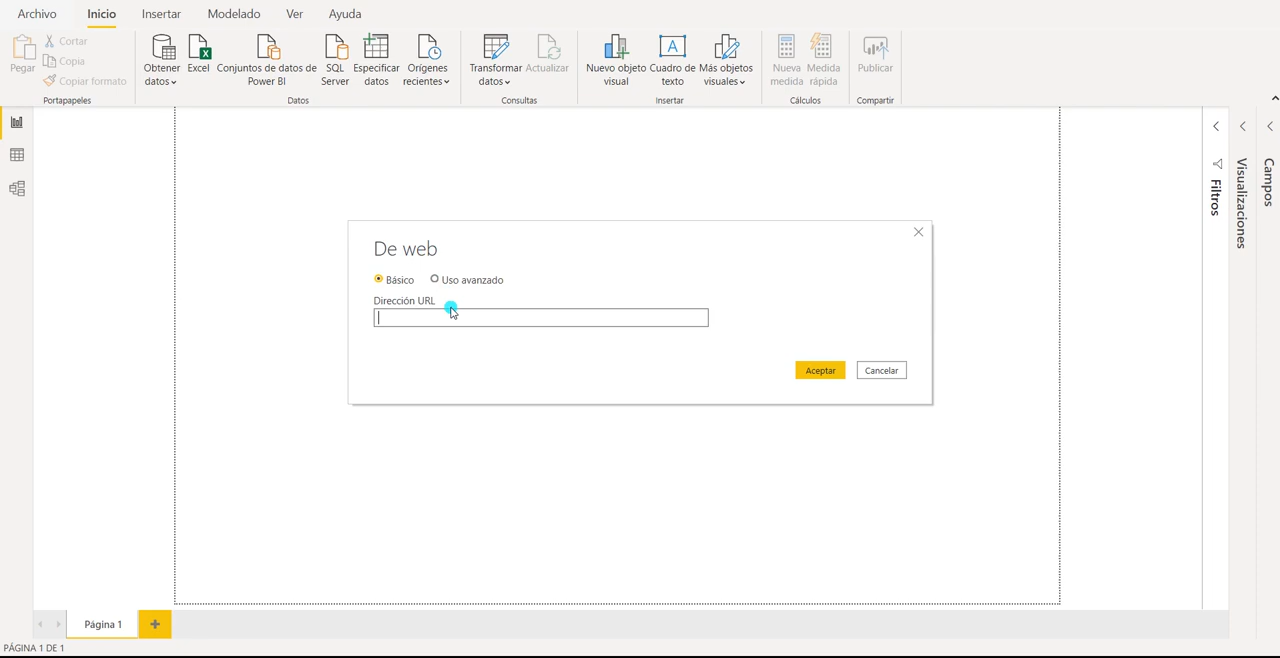 Archivo Inicio Insertar Modelado Ver Ayuda
Pegar
Cortar
Copia
Copiar formato
Portapapeles
Obtener
datos
Excel
Conjuntos de datos de
Power BI
SQL
Server
Especificar
datos
Orígenes
recientes
Datos
Transformar
datos
Actualizar
Consultas
Nuevo objeto
visual
Cuadro de
texto
Más objetos
visuales
Insertar
Nueva
medida
Medida
rápida
Cálculos
Publicar
Compartir
Filtros
Visualizaciones
Campos
De web
Básico Uso avanzado
Dirección URL
Aceptar Cancelar
Página 1
PÁGINA 1 DE 1